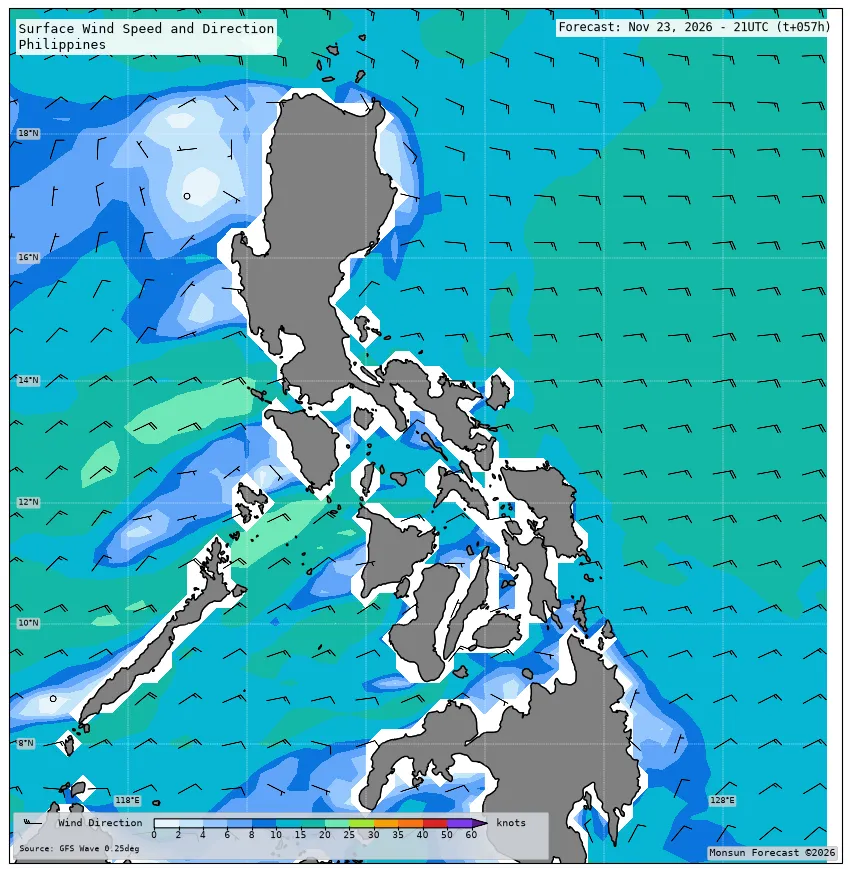 Surface Wind Speed and Direction
Philippines
Forecast: Nov 23, 2026 - 21UTC (t+057h)
18°N
16°N
14°N
12°N
10°N
8°N
118°E
128°E
Wind Direction
knots
0 2 4 6 8 10 15 20 25 30 35 40 50 60
Source: GFS Wave 0.25deg
Monsun Forecast ©2026